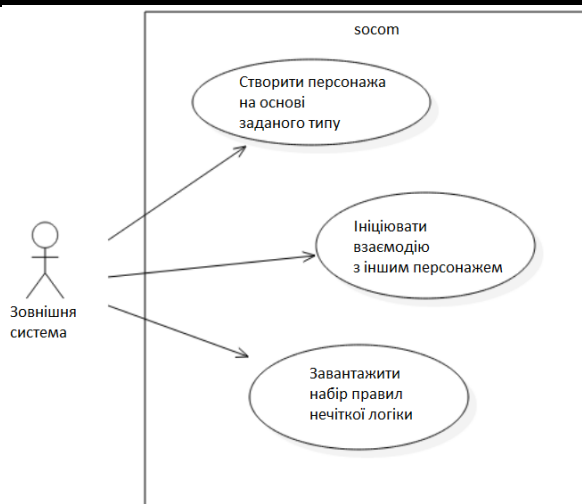 socom
Створити персонажа
на основі
заданого типу
Ініціювати
взаємодію
з іншим персонажем
Зовнішня
система
Завантажити
набір правил
нечіткої логіки